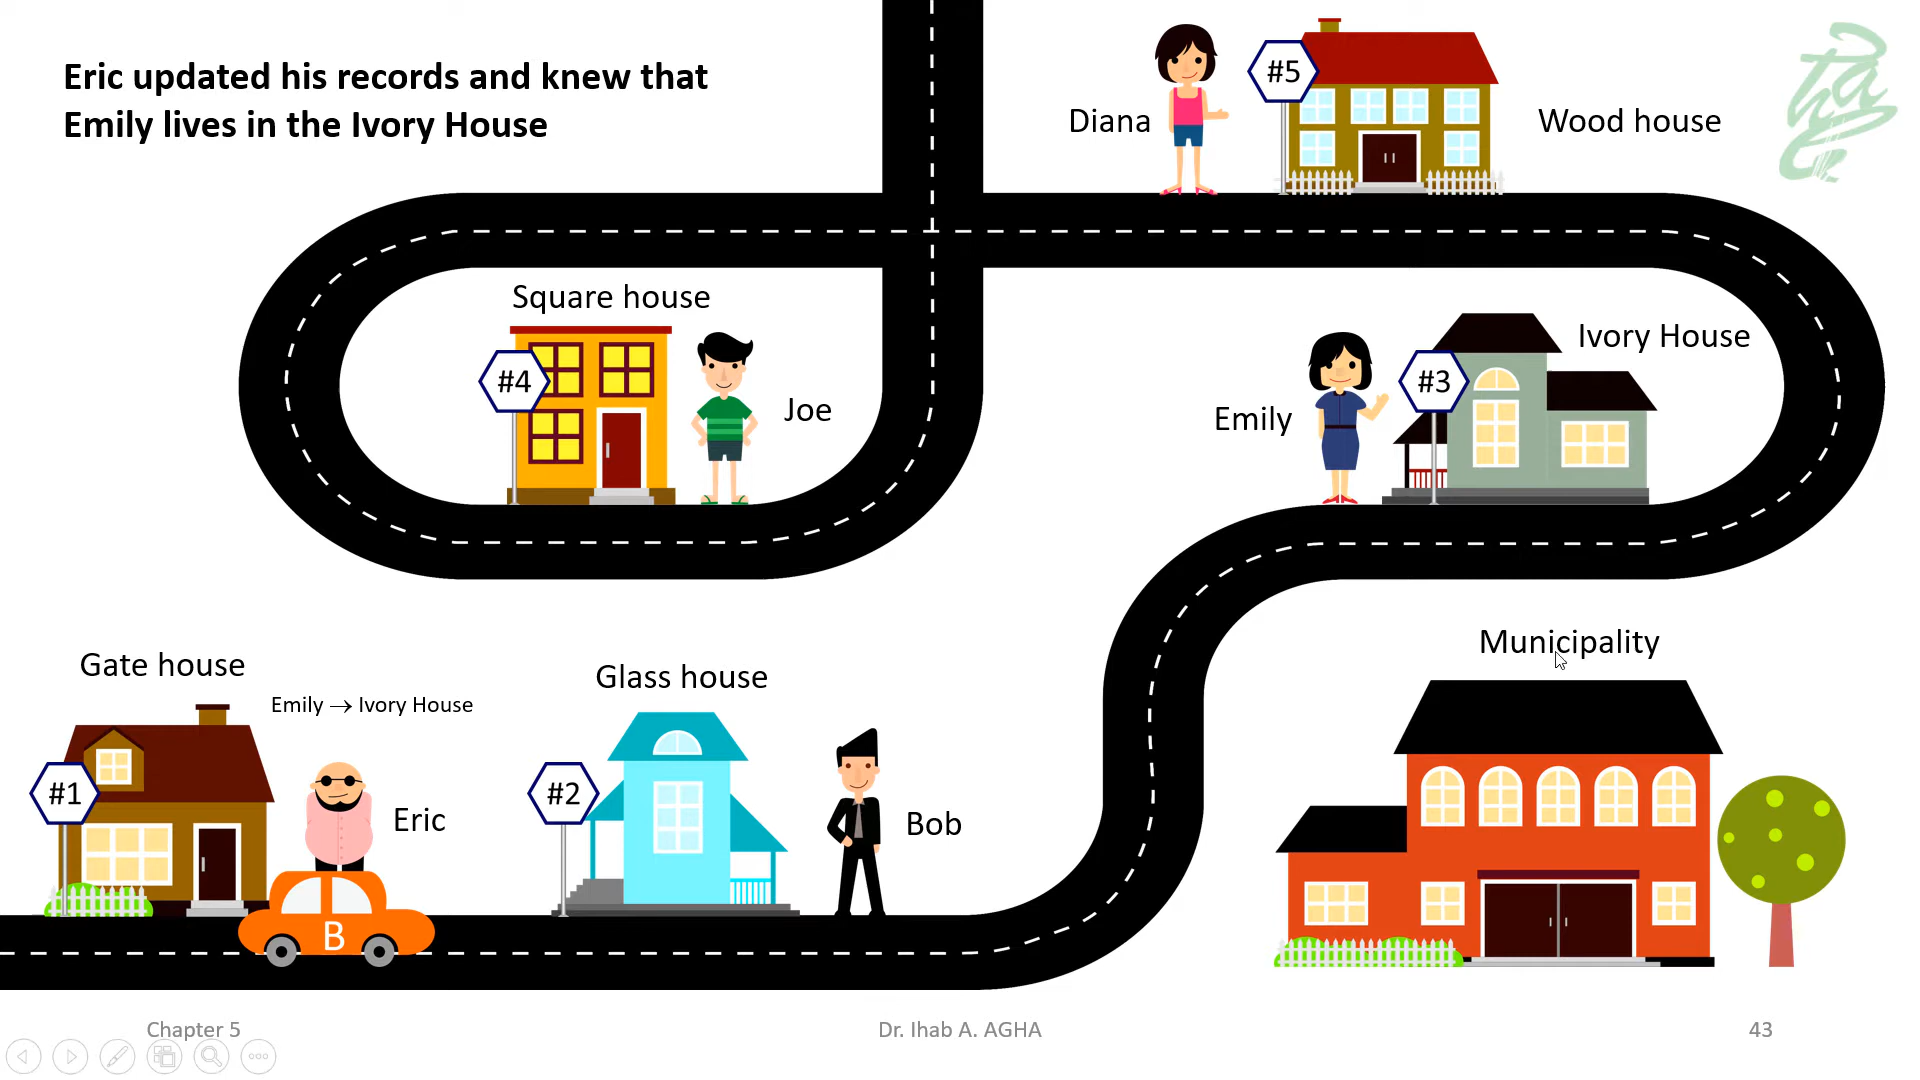 Eric updated his records and knew that
Emily lives in the Ivory House
Diana
#5
Wood house
Square house
#4
Joe
Emily
#3
Ivory House
Gate house
Emily → Ivory House
#1
Eric
B
Glass house
#2
Bob
Municipality
Chapter 5
Dr. Ihab A. AGHA
43